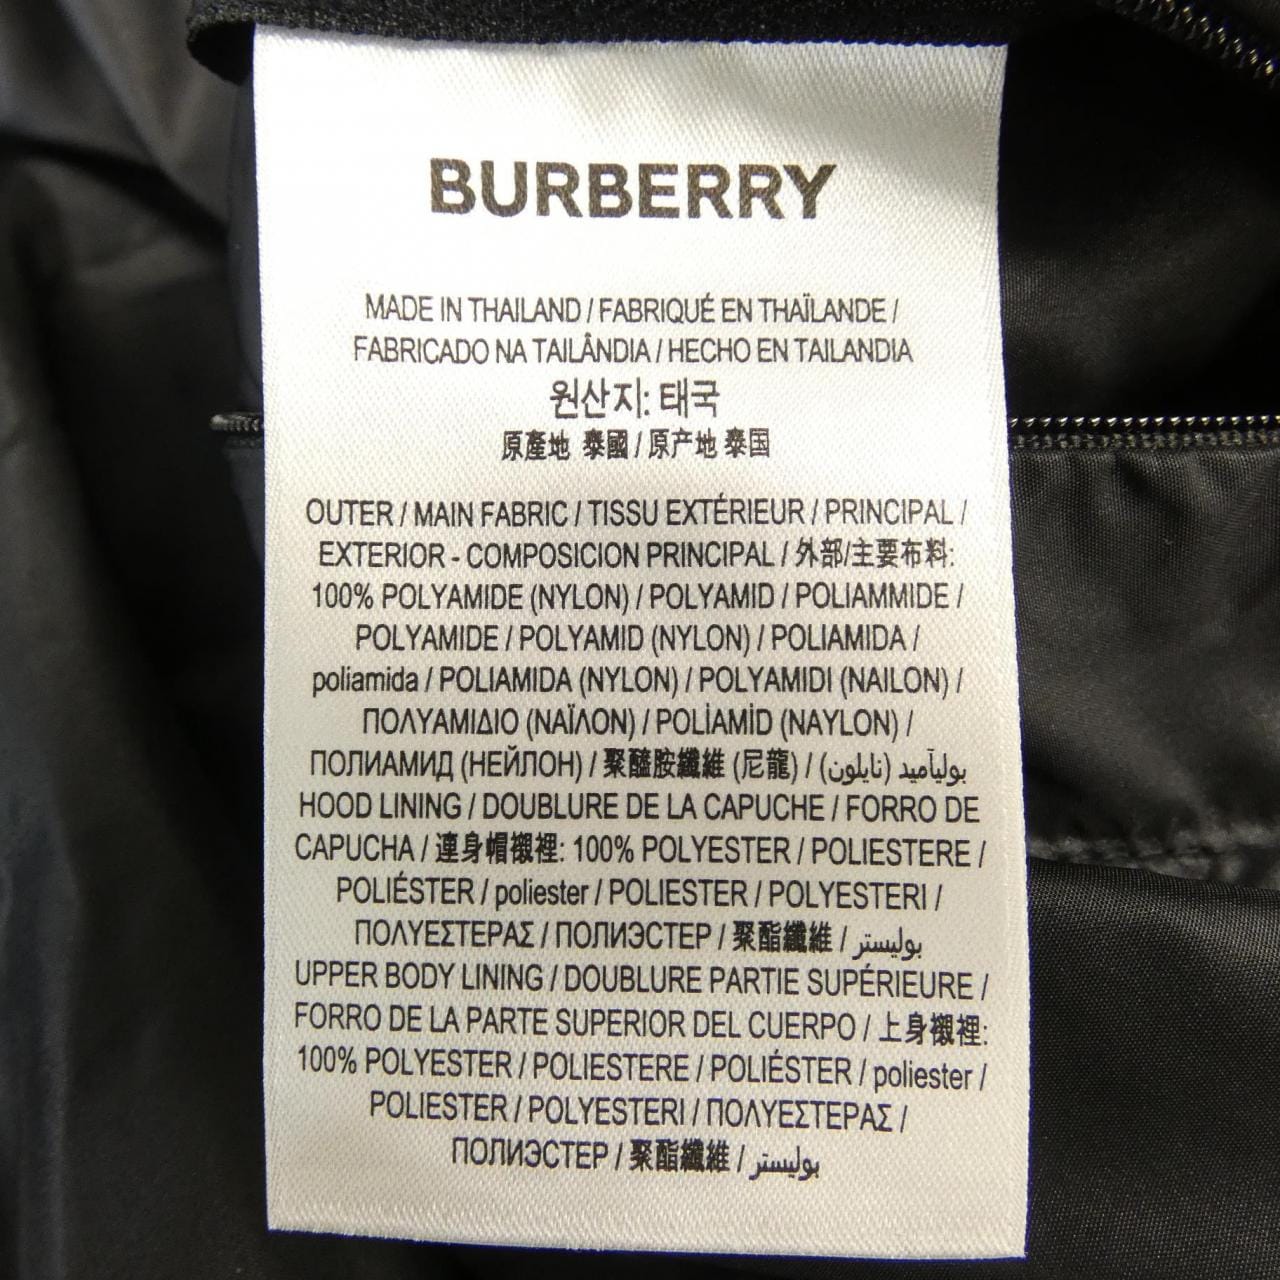 BURBERRY
MADE IN THAILAND / FABRIQUÉ EN THAÏLANDE /
FABRICADO NA TAILÂNDIA / HECHO EN TAILANDIA
원산지: 태국
原產地 泰國 / 原产地 泰国
OUTER / MAIN FABRIC / TISSU EXTÉRIEUR / PRINCIPAL /
EXTERIOR - COMPOSICION PRINCIPAL / 外部/主要布料:
100% POLYAMIDE (NYLON) / POLYAMID / POLIAMMIDE /
POLYAMIDE / POLYAMID (NYLON) / POLIAMIDA /
poliamida / POLIAMIDA (NYLON) / POLYAMIDI (NAILON) /
ΠΟΛΥΑΜΙΔΙΟ (ΝΑΪΛΟΝ) / POLİAMİD (NAYLON) /
ПОЛИАМИД (НЕЙЛОН) / 聚醯胺纖維 (尼龍) / بوليآميد (نايلون)
HOOD LINING / DOUBLURE DE LA CAPUCHE / FORRO DE
CAPUCHA / 連身帽襯裡: 100% POLYESTER / POLIESTERE /
POLIÉSTER / poliester / POLIESTER / POLYESTERI /
ΠΟΛΥΕΣΤΕΡΑΣ / ПОЛИЭСТЕР / 聚酯纖維 / بوليستر
UPPER BODY LINING / DOUBLURE PARTIE SUPÉRIEURE /
FORRO DE LA PARTE SUPERIOR DEL CUERPO / 上身襯裡:
100% POLYESTER / POLIESTERE / POLIÉSTER / poliester /
POLIESTER / POLYESTERI / ΠΟΛΥΕΣΤΕΡΑΣ /
ПОЛИЭСТЕР / 聚酯纖維 / بوليستر